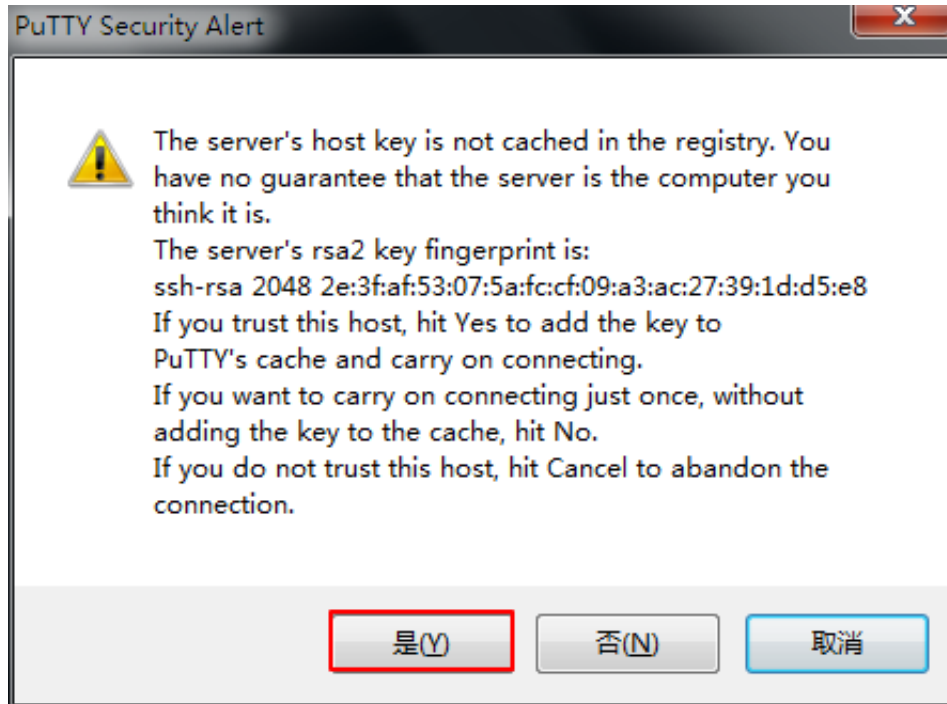 PuTTY Security Alert
The server's host key is not cached in the registry. You
have no guarantee that the server is the computer you
think it is.
The server's rsa2 key fingerprint is:
ssh-rsa 2048 2e:3f:af:53:07:5a:fc:cf:09:a3:ac:27:39:1d:d5:e8
If you trust this host, hit Yes to add the key to
PuTTY's cache and carry on connecting.
If you want to carry on connecting just once, without
adding the key to the cache, hit No.
If you do not trust this host, hit Cancel to abandon the
connection.
是(Y) 否(N) 取消